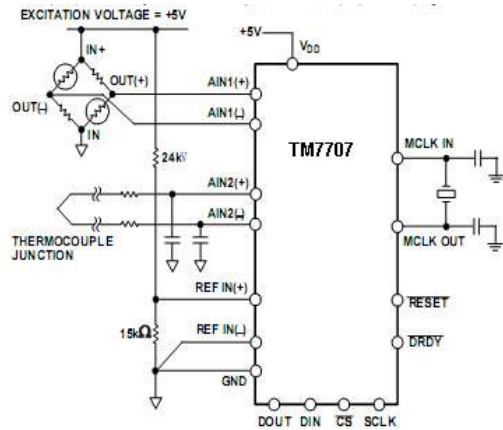 EXCITATION VOLTAGE = +5V
+5V
VDD
IN+
OUT(+)
OUT(-)
IN
AIN1(+)
AIN1(-)
TM7707
MCLK IN
24k
AIN2(+)
AIN2(-)
THERMOCOUPLE
JUNCTION
MCLK OUT
REF IN(+)
RESET
15kΩ
REF IN(-)
DRDY
GND
DOUT DIN CS SCLK